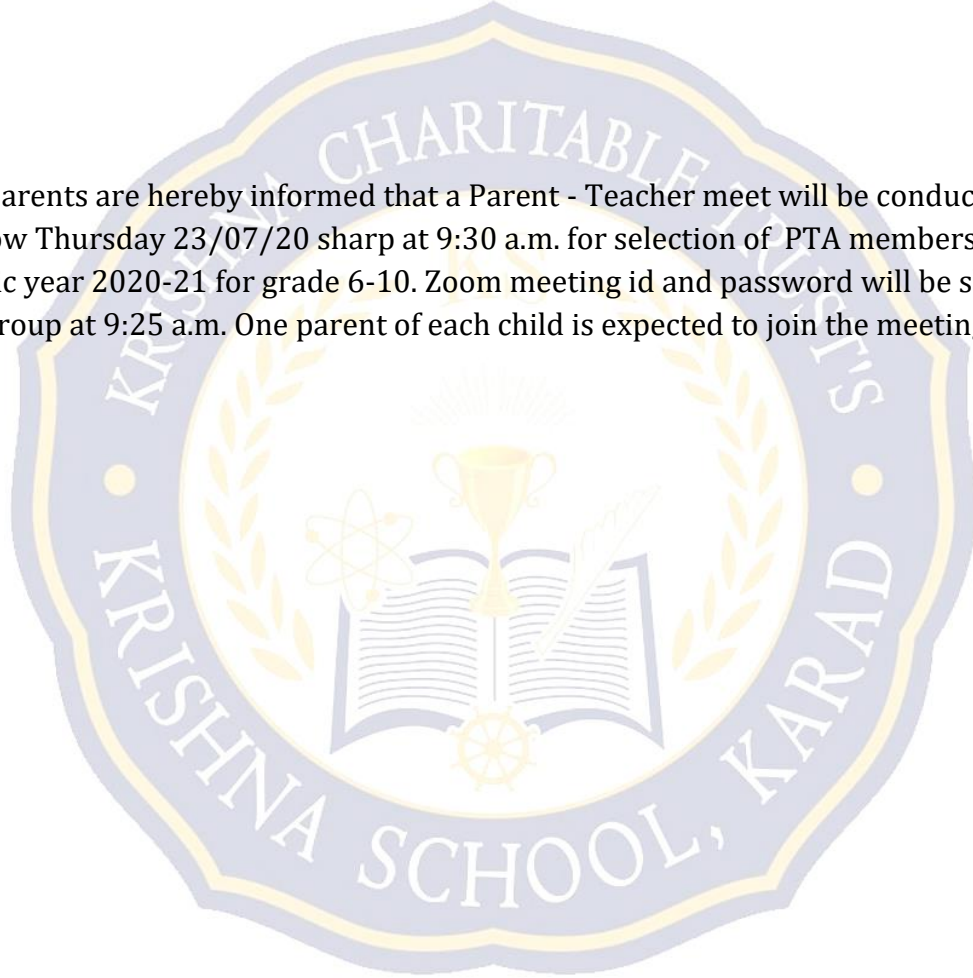 arents are hereby informed that a Parent - Teacher meet will be conduc
ow Thursday 23/07/20 sharp at 9:30 a.m. for selection of PTA members
ic year 2020-21 for grade 6-10. Zoom meeting id and password will be s
roup at 9:25 a.m. One parent of each child is expected to join the meetin
KRISHNA CHARITABLE TRUST'S
KS
KRISHNA SCHOOL, KARAD